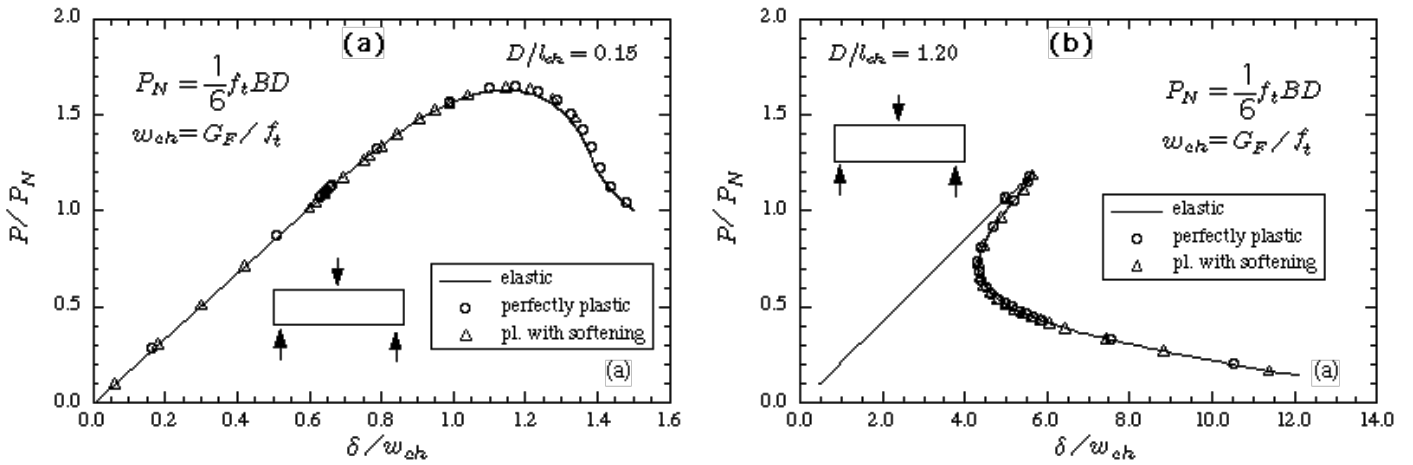 2.0
(a)
D/l_ch = 0.15
P_N = 1/6 f_t BD
w_ch = G_F / f_t
1.5
P/P_N
1.0
0.5
0.0
elastic
perfectly plastic
pl. with softening
(a)
0.0 0.2 0.4 0.6 0.8 1.0 1.2 1.4 1.6
δ/w_ch
2.0
(b)
D/l_ch = 1.20
P_N = 1/6 f_t BD
w_ch = G_F / f_t
1.5
P/P_N
1.0
0.5
0.0
elastic
perfectly plastic
pl. with softening
(a)
0.0 2.0 4.0 6.0 8.0 10.0 12.0 14.0
δ/w_ch